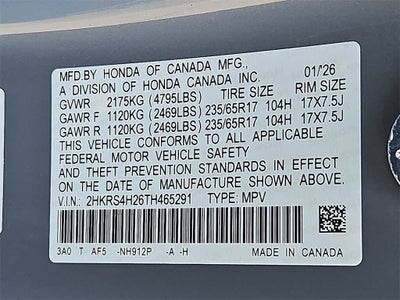 MFD.BY HONDA OF CANADA MFG.,
A DIVISION OF HONDA CANADA INC. 01/'26
GVWR 2175KG (4795LBS) TIRE SIZE RIM SIZE
GAWR F 1120KG (2469LBS) 235/65R17 104H 17X7.5J
GAWR R 1120KG (2469LBS) 235/65R17 104H 17X7.5J
THIS VEHICLE CONFORMS TO ALL APPLICABLE
FEDERAL MOTOR VEHICLE SAFETY
AND THEFT PREVENTION STANDARDS IN EFFECT ON
THE DATE OF MANUFACTURE SHOWN ABOVE.
V.I.N: 2HKRS4H26TH465291 TYPE: MPV
3A0 T AF5 -NH912P -A -H MADE IN CANADA